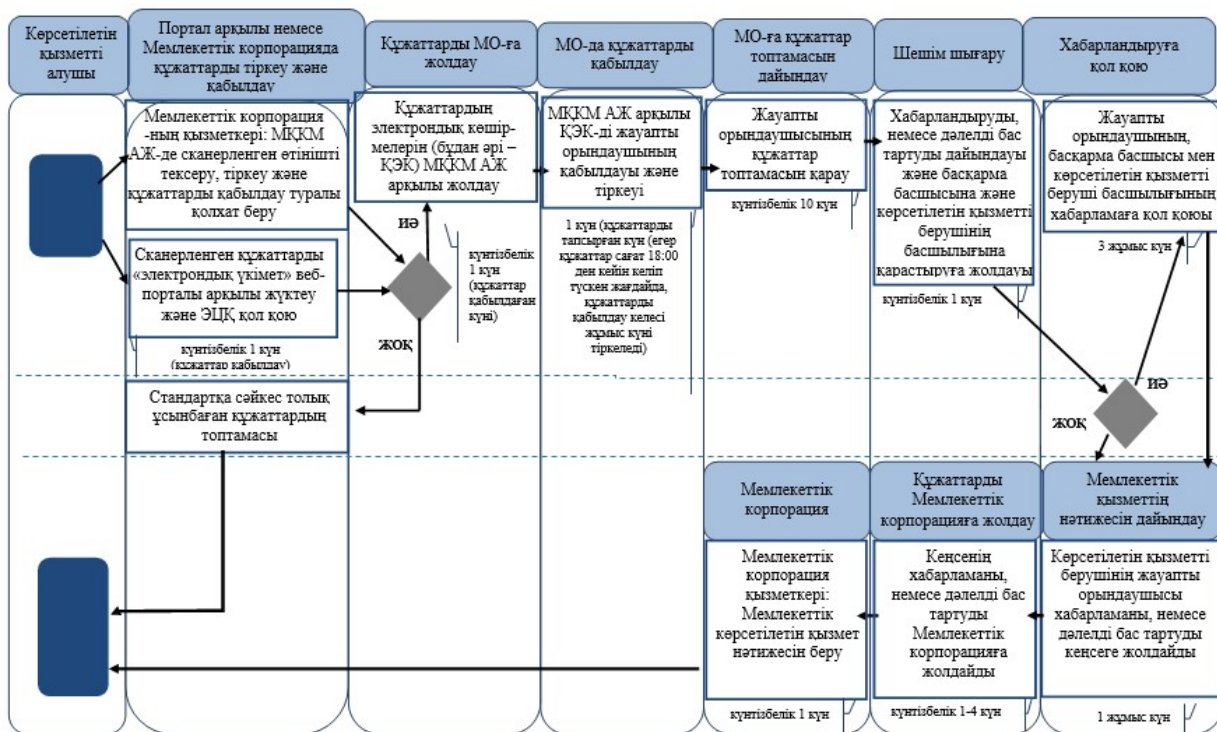 Көрсетілетін
қызметті
алушы
Портал арқылы немесе
Мемлекеттік корпорацияда
құжаттарды тіркеу және
қабылдау
Құжаттарды МО-ға
жолдау
МО-да құжаттарды
қабылдау
МО-ға құжаттар
топтамасын
дайындау
Шешім шығару
Хабарландыруға
қол қою
Мемлекеттік корпорация
-ның қызметкері: МҚКМ
АЖ-де сканерленген өтінішті
тексеру, тіркеу және
құжаттарды қабылдау туралы
қолхат беру
Құжаттардың
электрондық көшір-
мелерін (бұдан әрі –
ҚЭК) МҚКМ АЖ
арқылы жолдау
МҚКМ АЖ арқылы
ҚЭК-ді жауапты
орындаушының
қабылдауы және
тіркеуі
Жауапты
орындаушысының
құжаттар
топтамасын қарау
күнтізбелік 10 күн
Хабарландыруды,
немесе дәлелді бас
тартуды дайындауы
және басқарма
басшысына және
көрсетілетін қызметті
берушінің
басшылығына
қарастыруға жолдауы
күнтізбелік 1 күн
Жауапты
орындаушының,
басқарма басшысы мен
көрсетілетін қызметті
беруші басшылығының
хабарламаға қол қоюы
3 жұмыс күн
иә
күнтізбелік
1 күн
(құжаттар
қабылдаған
күні)
1 күн (құжаттарды
тапсырған күн (егер
құжаттар сағат 18:00
ден кейін келіп
түскен жағдайда,
құжаттарды
қабылдау келесі
жұмыс күні
тіркеледі)
Сканерленген құжаттарды
«электрондық үкімет» веб-
порталы арқылы жүктеу
және ЭЦҚ қол қою
күнтізбелік 1 күн
(құжаттар қабылдау)
жоқ
Стандартқа сәйкес толық
ұсынбаған құжаттардың
топтамасы
иә
жоқ
Мемлекеттік
корпорация
Құжаттарды
Мемлекеттік
корпорацияға жолдау
Мемлекеттік
қызметтің
нәтижесін дайындау
Мемлекеттік
корпорация
қызметкері:
Мемлекеттік
көрсетілетін қызмет
нәтижесін беру
күнтізбелік 1 күн
Кеңсенің
хабарламаны,
немесе дәлелді бас
тартуды
Мемлекеттік
корпорацияға
жолдайды
күнтізбелік 1-4 күн
Көрсетілетін қызметті
берушінің жауапты
орындаушысы
хабарламаны, немесе
дәлелді бас тартуды
кеңсеге жолдайды
1 жұмыс күн